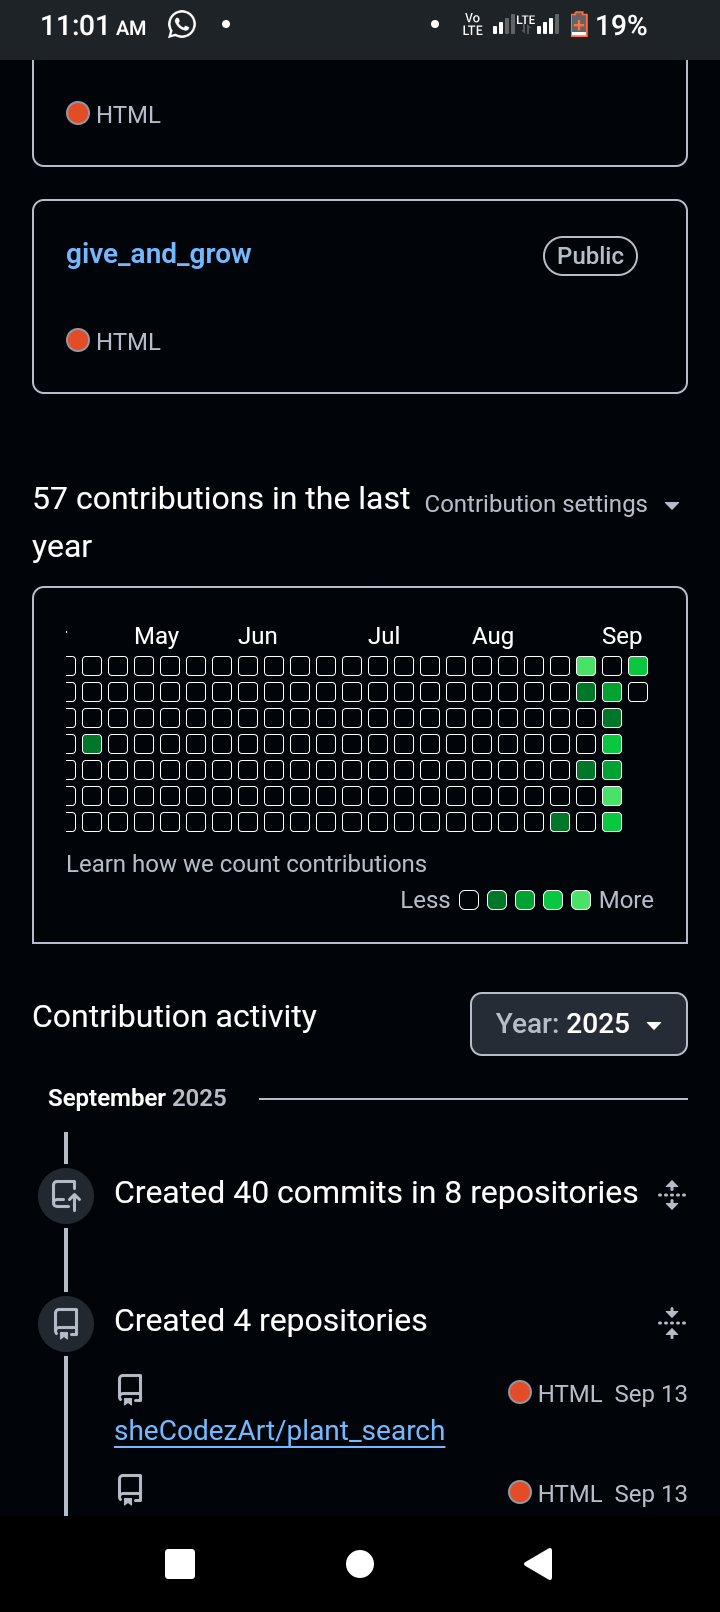 11:01 AM Vo LTE LTE 19%
HTML
give_and_grow Public
HTML
57 contributions in the last year Contribution settings
May Jun Jul Aug Sep
Learn how we count contributions
Less More
Contribution activity Year: 2025
September 2025
Created 40 commits in 8 repositories
Created 4 repositories
HTML Sep 13
sheCodezArt/plant_search
HTML Sep 13